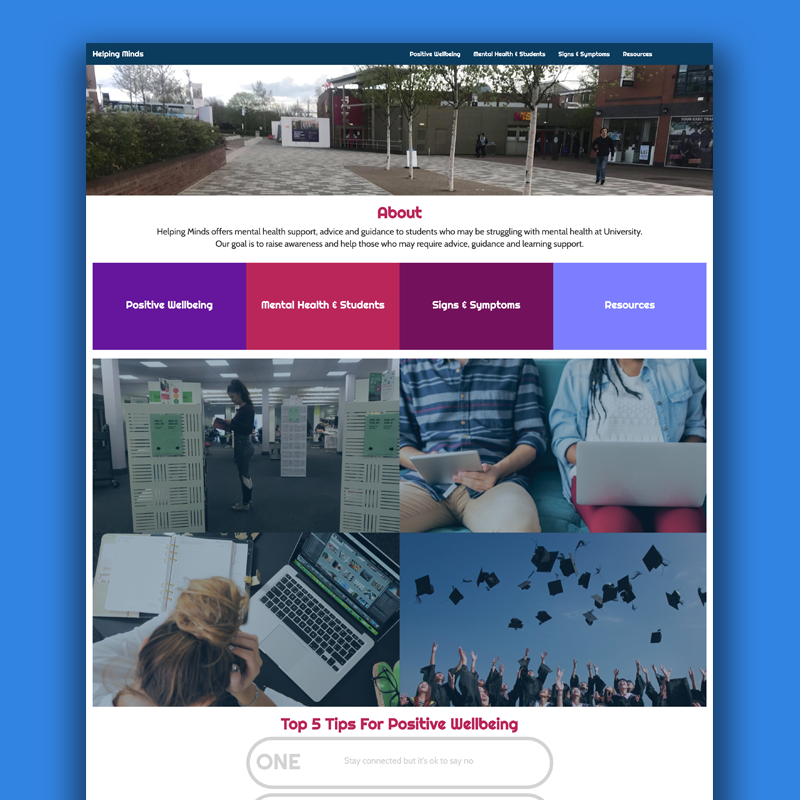 Helping Minds
Positive Wellbeing
Mental Health & Students
Signs & Symptoms
Resources
About
Helping Minds offers mental health support, advice and guidance to students who may be struggling with mental health at University.
Our goal is to raise awareness and help those who may require advice, guidance and learning support.
Positive Wellbeing
Mental Health & Students
Signs & Symptoms
Resources
Top 5 Tips For Positive Wellbeing
ONE
Stay connected but it's ok to say no